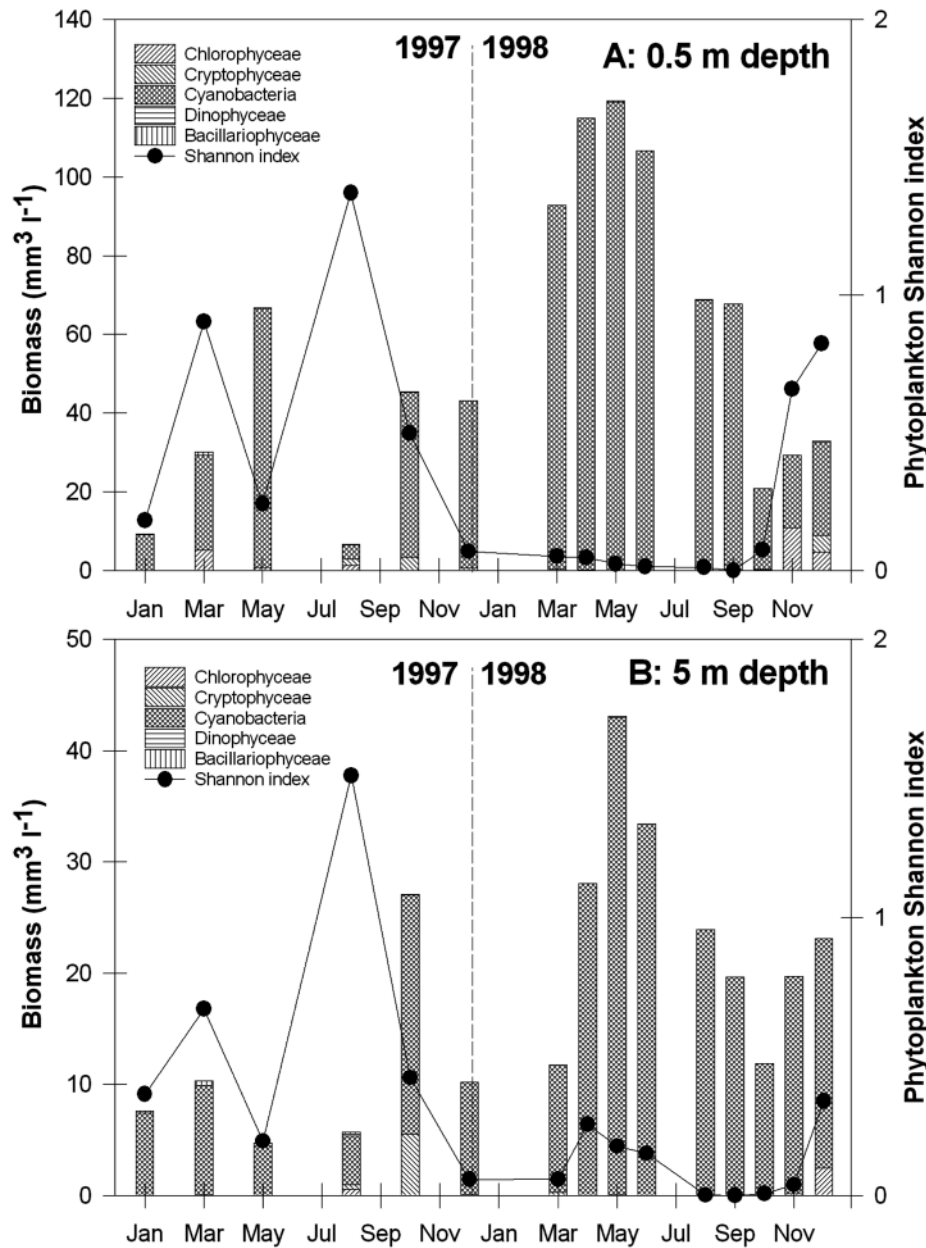 A: 0.5 m depth
1997 1998
Chlorophyceae
Cryptophyceae
Cyanobacteria
Dinophyceae
Bacillariophyceae
Shannon index
Biomass (mm³ l-¹)
140
120
100
80
60
40
20
0
Phytoplankton Shannon index
2
1
0
Jan Mar May Jul Sep Nov Jan Mar May Jul Sep Nov
B: 5 m depth
1997 1998
Chlorophyceae
Cryptophyceae
Cyanobacteria
Dinophyceae
Bacillariophyceae
Shannon index
Biomass (mm³ l-¹)
50
40
30
20
10
0
Phytoplankton Shannon index
2
1
0
Jan Mar May Jul Sep Nov Jan Mar May Jul Sep Nov